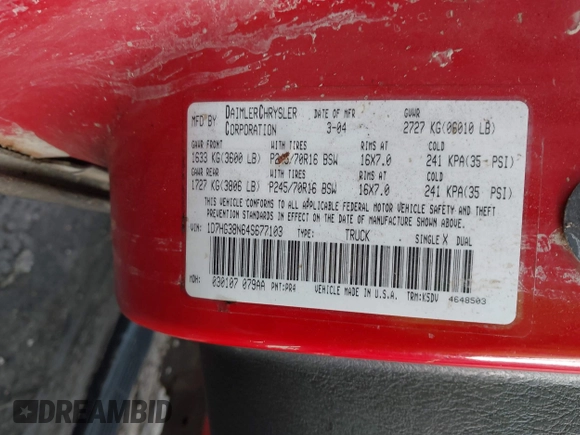 MFD BY DAIMLERCHRYSLER CORPORATION DATE OF MFR 3-04 GVWR 2727 KG(06010 LB)
GAWR FRONT WITH TIRES RIMS AT COLD
1633 KG(3600 LB) P245/70R16 BSW 16X7.0 241 KPA(35 PSI)
GAWR REAR WITH TIRES RIMS AT COLD
1727 KG(3806 LB) P245/70R16 BSW 16X7.0 241 KPA(35 PSI)
THIS VEHICLE CONFORMS TO ALL APPLICABLE FEDERAL MOTOR VEHICLE SAFETY AND THEFT
PREVENTION STANDARDS IN EFFECT ON THE DATE OF MANUFACTURE SHOWN ABOVE.
VIN: 1D7HG38N64S677103 TYPE: TRUCK SINGLE X DUAL
MDH: 030107 079AA PNT:PR4 VEHICLE MADE IN U.S.A. TRM:K5DV 4648503
DREAMBID